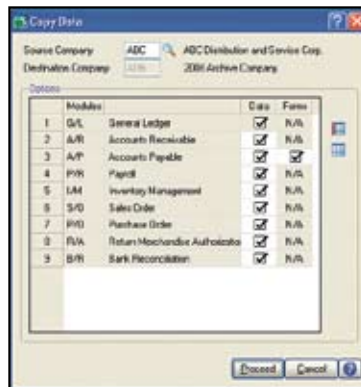 Copy Data
Source Company ABC ABC Distribution and Service Corp.
Destination Company 2008 Archive Company
Options
Modules Data Forms
1 G/L General Ledger N/A
2 A/R Accounts Receivable N/A
3 A/P Accounts Payable
4 P/R Payroll N/A
5 I/M Inventory Management N/A
6 S/O Sales Order N/A
7 P/O Purchase Order N/A
8 R/A Return Merchandise Authorizatio N/A
9 B/R Bank Reconciliation N/A
Proceed Cancel